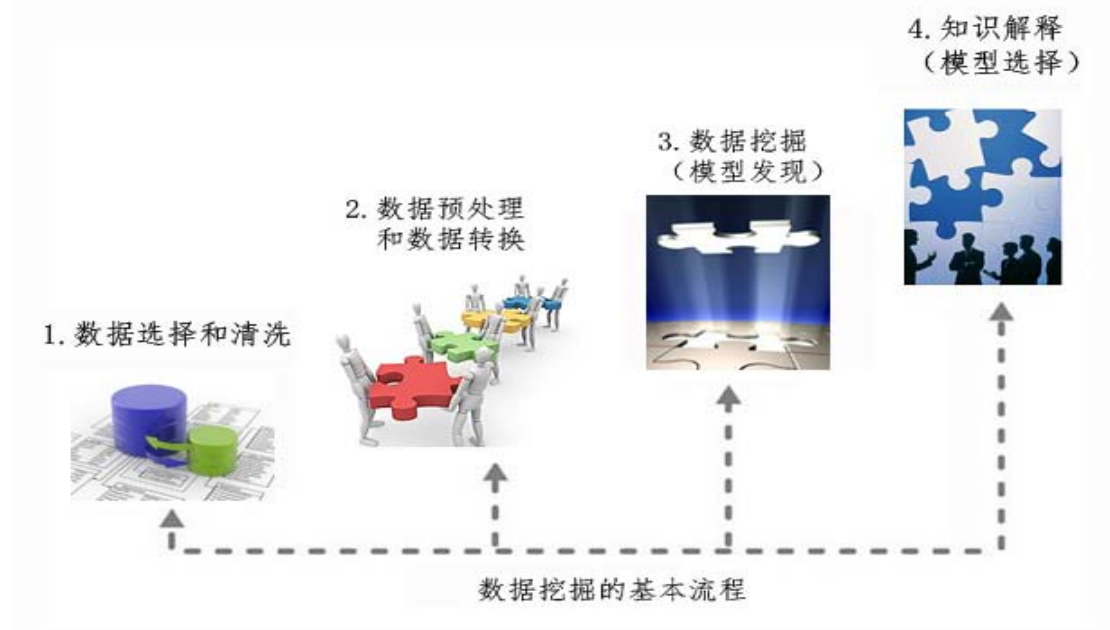 1. 数据选择和清洗
2. 数据预处理
和数据转换
3. 数据挖掘
（模型发现）
4. 知识解释
（模型选择）
数据挖掘的基本流程